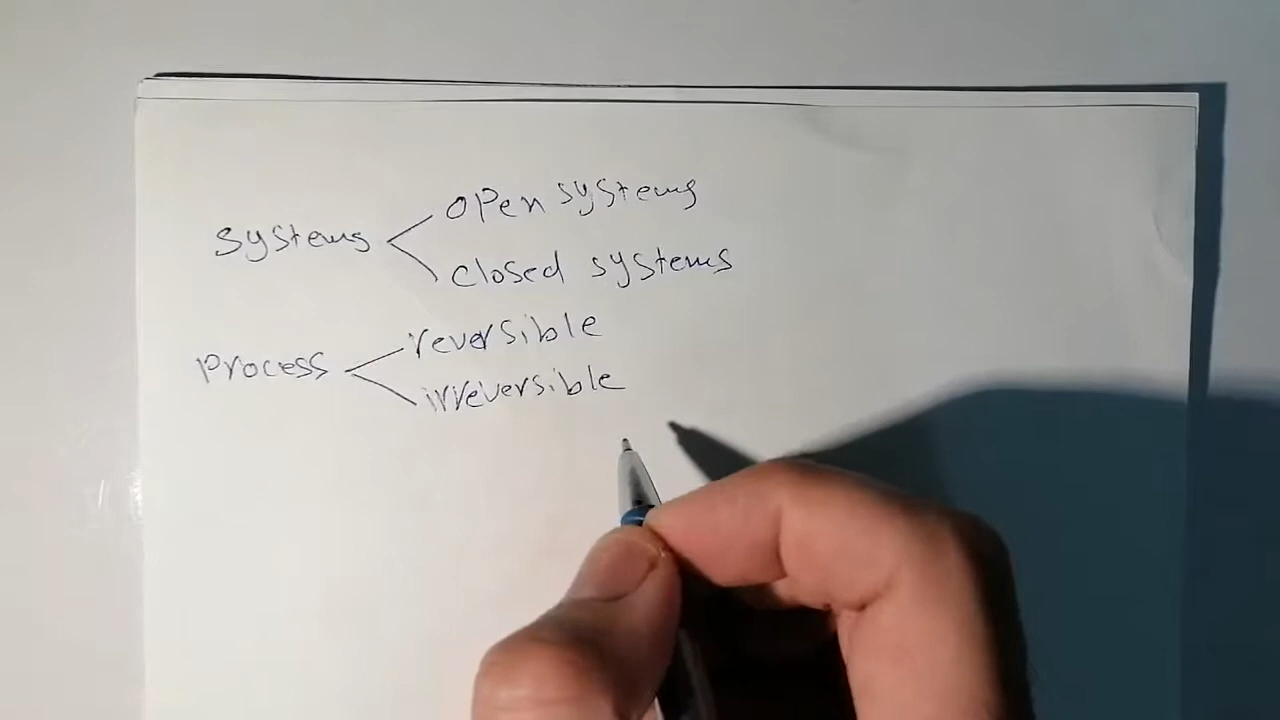 open systems
systems
closed systems
reversible
process
irreversible